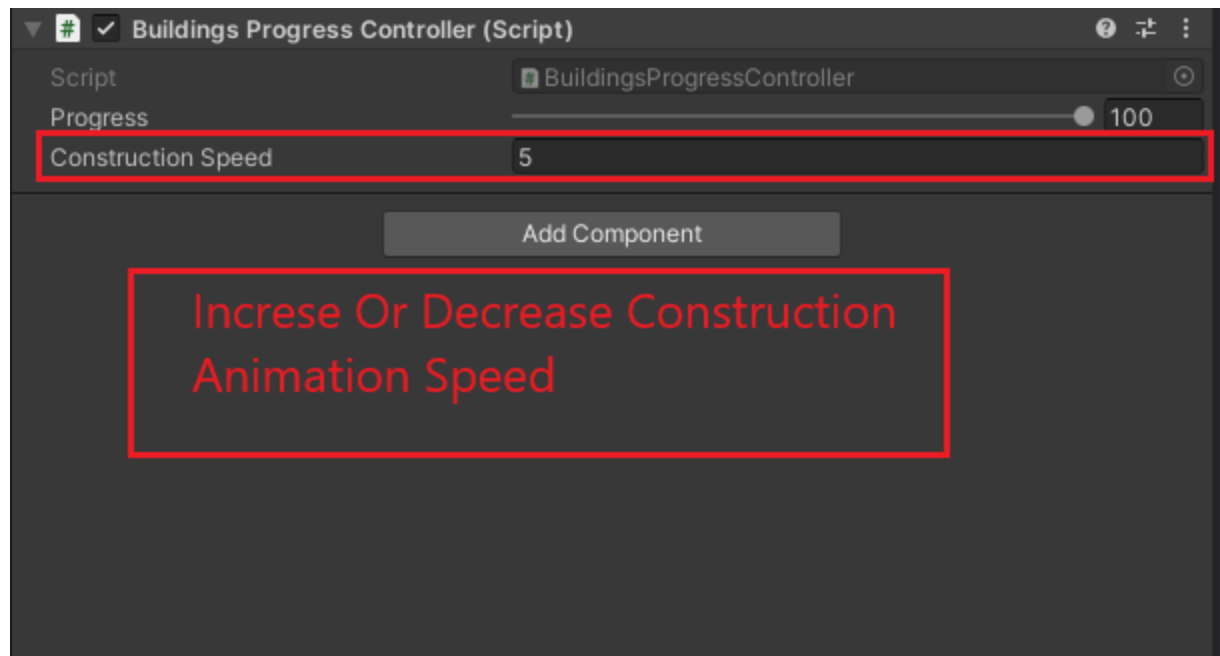 # Buildings Progress Controller (Script)
Script # BuildingsProgressController
Progress 100
Construction Speed 5
Add Component
Increse Or Decrease Construction
Animation Speed